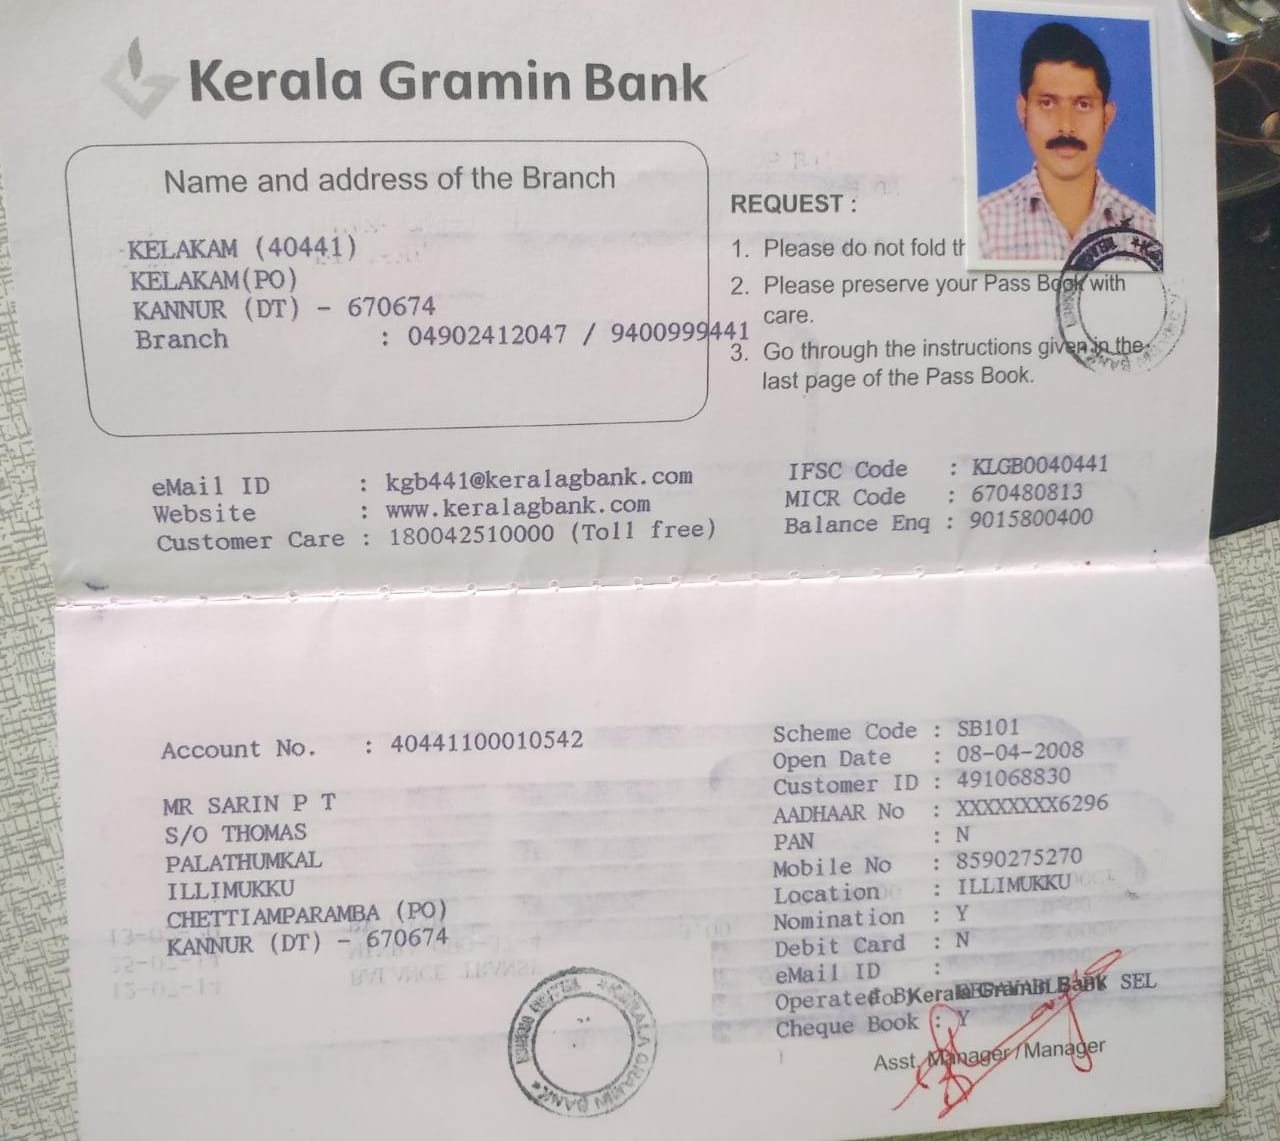 Kerala Gramin Bank
Name and address of the Branch
KELAKAM (40441)
KELAKAM(PO)
KANNUR (DT) - 670674
Branch : 04902412047 / 9400999441
REQUEST :
1. Please do not fold th
2. Please preserve your Pass Book with
care.
3. Go through the instructions given in the
last page of the Pass Book.
eMail ID : kgb441@keralagbank.com
Website : www.keralagbank.com
Customer Care : 180042510000 (Toll free)
IFSC Code : KLGB0040441
MICR Code : 670480813
Balance Enq : 9015800400
Account No. : 40441100010542
MR SARIN P T
S/O THOMAS
PALATHUMKAL
ILLIMUKKU
CHETTIAMPARAMBA (PO)
KANNUR (DT) - 670674
Scheme Code : SB101
Open Date : 08-04-2008
Customer ID : 491068830
AADHAAR No : XXXXXXXX6296
PAN : N
Mobile No : 8590275270
Location : ILLIMUKKU
Nomination : Y
Debit Card : N
eMail ID :
Operated By SEL
For Kerala Gramin Bank
Cheque Book : Y
Asst. Manager / Manager
KERALA GRAMIN BANK